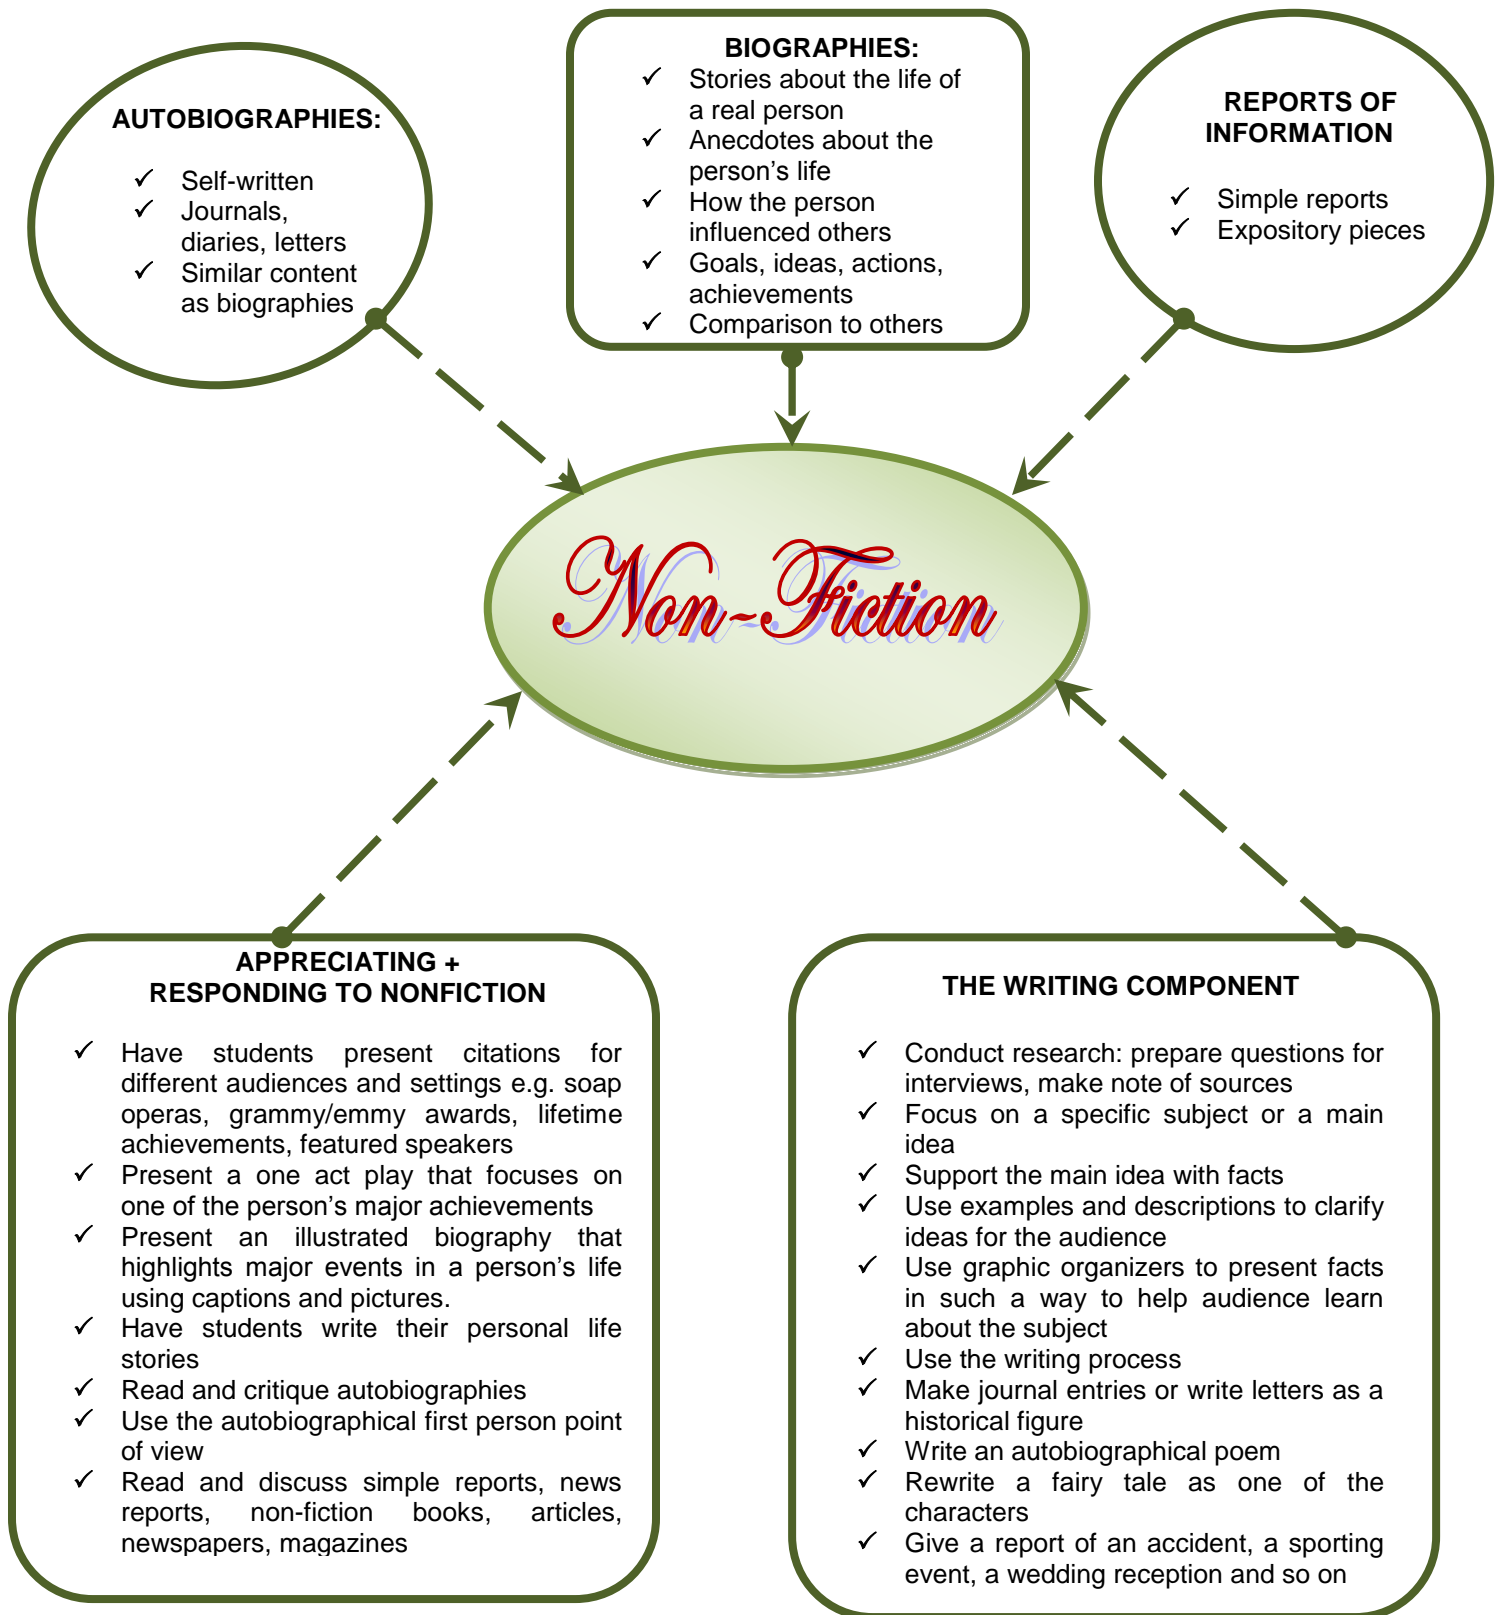 AUTOBIOGRAPHIES:
✓ Self-written
✓ Journals,
diaries, letters
✓ Similar content
as biographies
BIOGRAPHIES:
✓ Stories about the life of
a real person
✓ Anecdotes about the
person’s life
✓ How the person
influenced others
✓ Goals, ideas, actions,
achievements
✓ Comparison to others
REPORTS OF
INFORMATION
✓ Simple reports
✓ Expository pieces
Non-Fiction
APPRECIATING +
RESPONDING TO NONFICTION
✓ Have students present citations for
different audiences and settings e.g. soap
operas, grammy/emmy awards, lifetime
achievements, featured speakers
✓ Present a one act play that focuses on
one of the person’s major achievements
✓ Present an illustrated biography that
highlights major events in a person’s life
using captions and pictures.
✓ Have students write their personal life
stories
✓ Read and critique autobiographies
✓ Use the autobiographical first person point
of view
✓ Read and discuss simple reports, news
reports, non-fiction books, articles,
newspapers, magazines
THE WRITING COMPONENT
✓ Conduct research: prepare questions for
interviews, make note of sources
✓ Focus on a specific subject or a main
idea
✓ Support the main idea with facts
✓ Use examples and descriptions to clarify
ideas for the audience
✓ Use graphic organizers to present facts
in such a way to help audience learn
about the subject
✓ Use the writing process
✓ Make journal entries or write letters as a
historical figure
✓ Write an autobiographical poem
✓ Rewrite a fairy tale as one of the
characters
✓ Give a report of an accident, a sporting
event, a wedding reception and so on